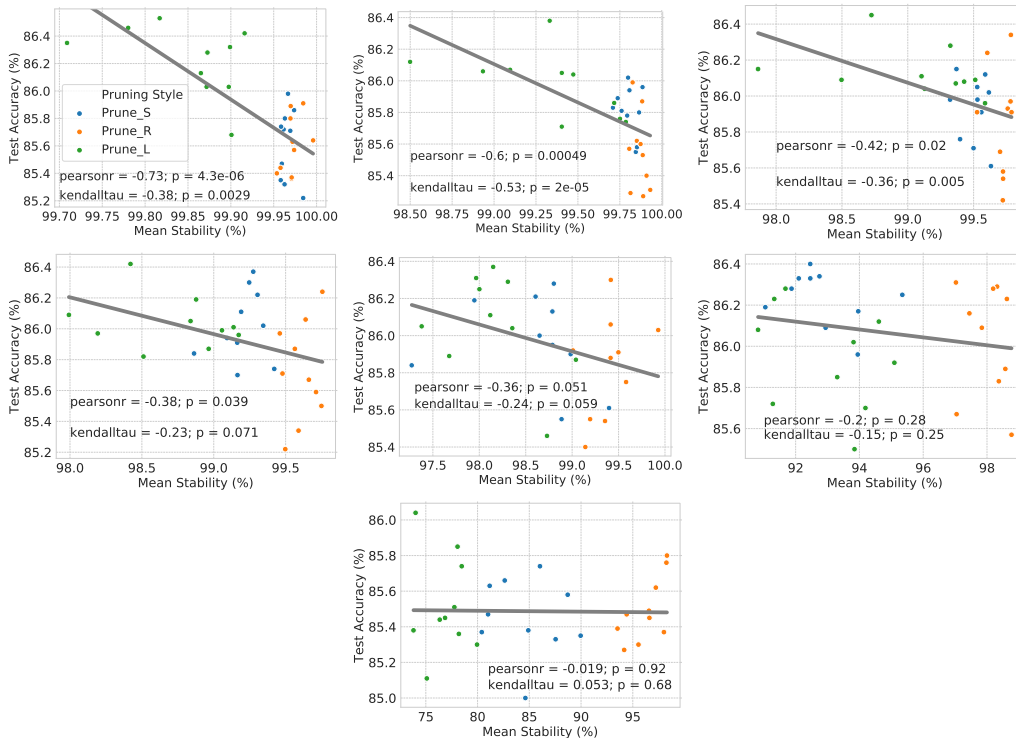 Test Accuracy (%)
86.4
86.2
86.0
85.8
85.6
85.4
85.2
Pruning Style
Prune_S
Prune_R
Prune_L
pearsonr = -0.73; p = 4.3e-06
kendalltau = -0.38; p = 0.0029
99.70 99.75 99.80 99.85 99.90 99.95 100.00
Mean Stability (%)
Test Accuracy (%)
86.4
86.2
86.0
85.8
85.6
85.4
85.2
pearsonr = -0.6; p = 0.00049
kendalltau = -0.53; p = 2e-05
98.50 98.75 99.00 99.25 99.50 99.75 100.00
Mean Stability (%)
Test Accuracy (%)
86.4
86.2
86.0
85.8
85.6
85.4
pearsonr = -0.42; p = 0.02
kendalltau = -0.36; p = 0.005
98.0 98.5 99.0 99.5
Mean Stability (%)
Test Accuracy (%)
86.4
86.2
86.0
85.8
85.6
85.4
85.2
pearsonr = -0.38; p = 0.039
kendalltau = -0.23; p = 0.071
98.0 98.5 99.0 99.5
Mean Stability (%)
Test Accuracy (%)
86.4
86.2
86.0
85.8
85.6
85.4
pearsonr = -0.36; p = 0.051
kendalltau = -0.24; p = 0.059
97.5 98.0 98.5 99.0 99.5 100.0
Mean Stability (%)
Test Accuracy (%)
86.4
86.2
86.0
85.8
85.6
pearsonr = -0.2; p = 0.28
kendalltau = -0.15; p = 0.25
92 94 96 98
Mean Stability (%)
Test Accuracy (%)
86.0
85.8
85.6
85.4
85.2
85.0
pearsonr = -0.019; p = 0.92
kendalltau = 0.053; p = 0.68
75 80 85 90 95
Mean Stability (%)